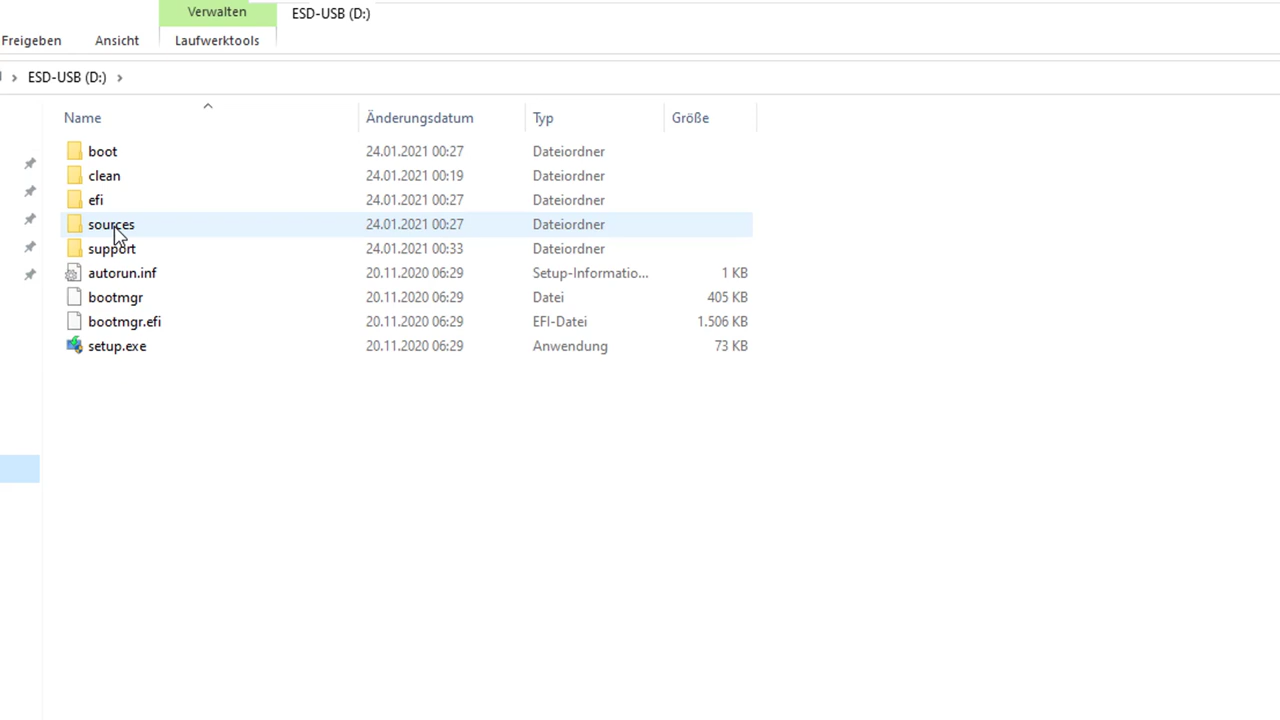 Verwalten
ESD-USB (D:)
Freigeben Ansicht Laufwerktools
ESD-USB (D:)
Name Änderungsdatum Typ Größe
boot 24.01.2021 00:27 Dateiordner
clean 24.01.2021 00:19 Dateiordner
efi 24.01.2021 00:27 Dateiordner
sources 24.01.2021 00:27 Dateiordner
support 24.01.2021 00:33 Dateiordner
autorun.inf 20.11.2020 06:29 Setup-Informatio... 1 KB
bootmgr 20.11.2020 06:29 Datei 405 KB
bootmgr.efi 20.11.2020 06:29 EFI-Datei 1.506 KB
setup.exe 20.11.2020 06:29 Anwendung 73 KB